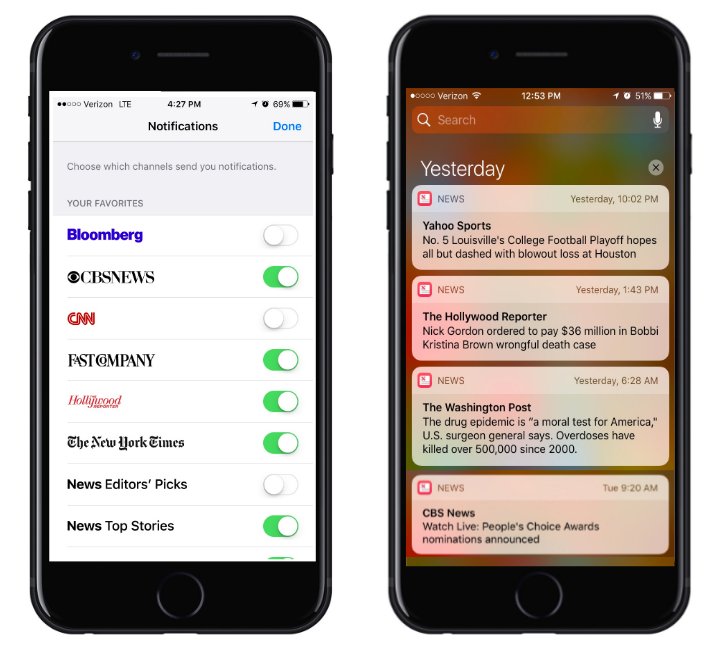 Verizon LTE 4:27 PM 69%
Notifications Done
Choose which channels send you notifications.
YOUR FAVORITES
Bloomberg
CBSNEWS
CNN
FAST COMPANY
Hollywood
REPORTER
The New York Times
News Editors' Picks
News Top Stories
Verizon 12:53 PM 51%
Search
Yesterday
NEWS Yesterday, 10:02 PM
Yahoo Sports
No. 5 Louisville's College Football Playoff hopes
all but dashed with blowout loss at Houston
NEWS Yesterday, 1:43 PM
The Hollywood Reporter
Nick Gordon ordered to pay $36 million in Bobbi
Kristina Brown wrongful death case
NEWS Yesterday, 6:28 AM
The Washington Post
The drug epidemic is “a moral test for America,”
U.S. surgeon general says. Overdoses have
killed over 500,000 since 2000.
NEWS Tue 9:20 AM
CBS News
Watch Live: People's Choice Awards
nominations announced